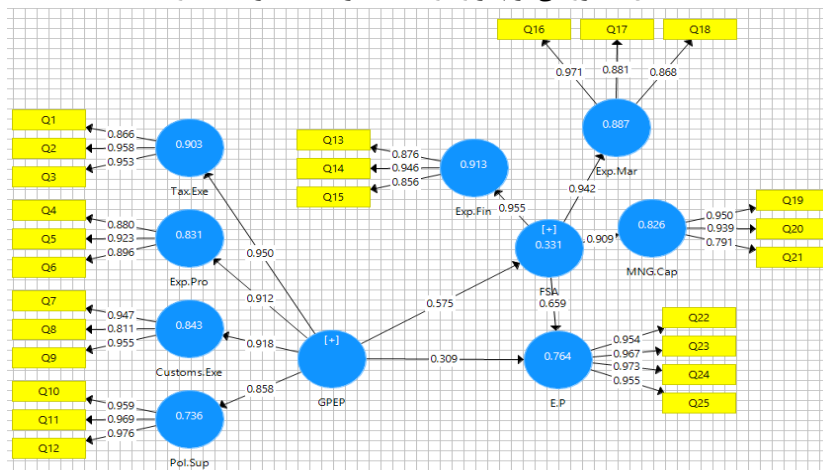 Q16
Q17
Q18
0.971
0.881
0.868
0.887
Exp.Mar
Q1
Q2
Q3
0.866
0.958
0.953
0.903
Tax.Exe
Q13
Q14
Q15
0.876
0.946
0.856
0.913
Exp.Fin
0.955
0.942
Q4
Q5
Q6
0.880
0.923
0.896
0.831
Exp.Pro
0.950
0.912
[+]
0.331
FSA
0.909
0.826
MNG.Cap
0.950
0.939
0.791
Q19
Q20
Q21
0.575
0.659
Q7
Q8
Q9
0.947
0.811
0.955
0.843
Customs.Exe
0.918
[+]
GPEP
0.309
0.764
E.P
0.954
0.967
0.973
0.955
Q22
Q23
Q24
Q25
0.858
Q10
Q11
Q12
0.959
0.969
0.976
0.736
Pol.Sup